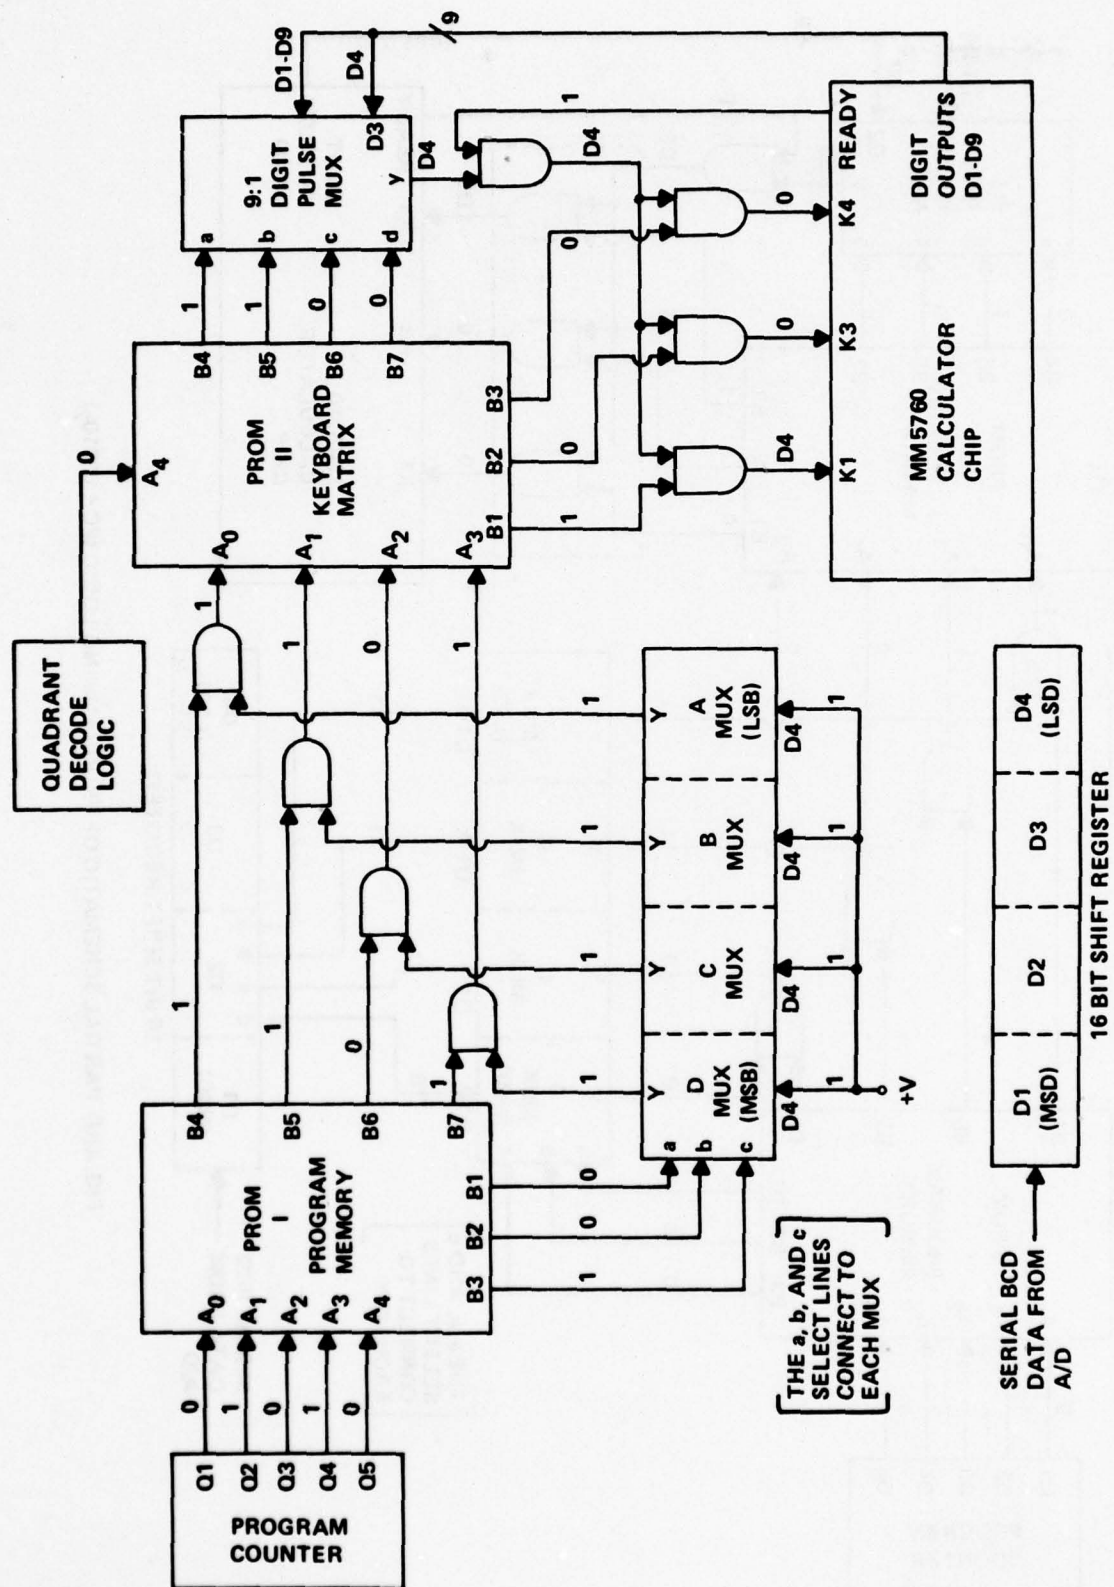 PROGRAM
COUNTER
Q1
Q2
Q3
Q4
Q5
0
1
0
1
0
A0
A1
A2
A3
A4
PROM
I
PROGRAM
MEMORY
B4
B5
B6
B7
B3 B2 B1
1
1
0
1
1
0
0
QUADRANT
DECODE
LOGIC
0
1
1
0
1
A4
A0
A1
A2
A3
PROM
II
KEYBOARD
MATRIX
B4
B5
B6
B7
B1 B2 B3
1
1
0
0
a
b
c
d
9:1
DIGIT
PULSE
MUX
D3
y
D1-D9
D4
9
D4
1
D4
1
0
0
D4
0
0
K1 K3 K4 READY
MM5760
CALCULATOR
CHIP
DIGIT
OUTPUTS
D1-D9
1 1 1 1
Y Y Y Y
a
b
c
D
MUX
(MSB)
C
MUX
B
MUX
A
MUX
(LSB)
D4 D4 D4 D4
1 1 1 1
+V
[THE a, b, AND c
SELECT LINES
CONNECT TO
EACH MUX]
SERIAL BCD
DATA FROM
A/D
D1
(MSD)
D2
D3
D4
(LSD)
16 BIT SHIFT REGISTER